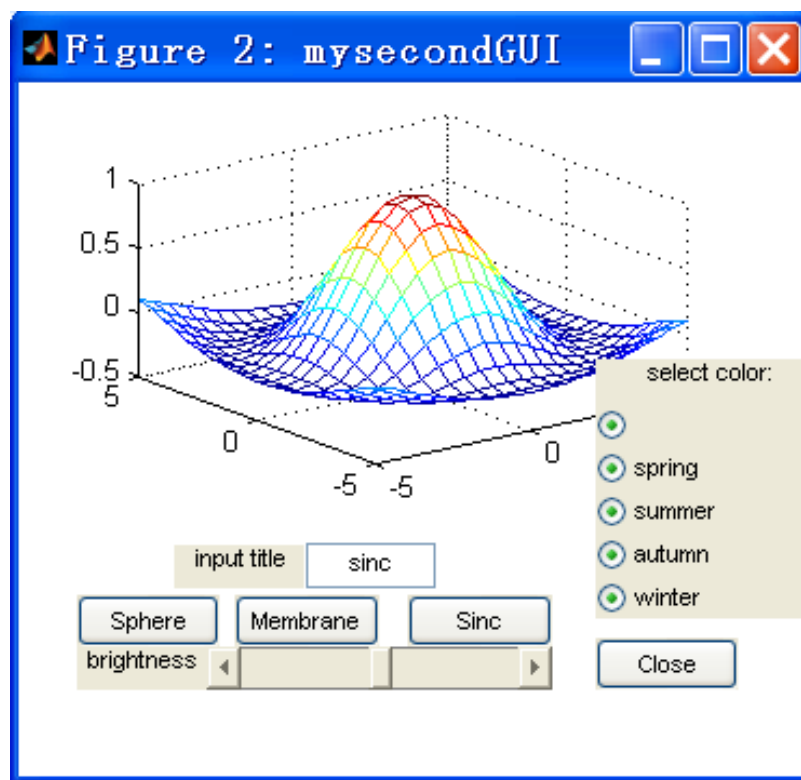 Figure 2: mysecondGUI
1
0.5
0
-0.5
5
0
-5
-5
0
select color:
spring
summer
autumn
winter
input title sinc
Sphere Membrane Sinc
brightness
Close